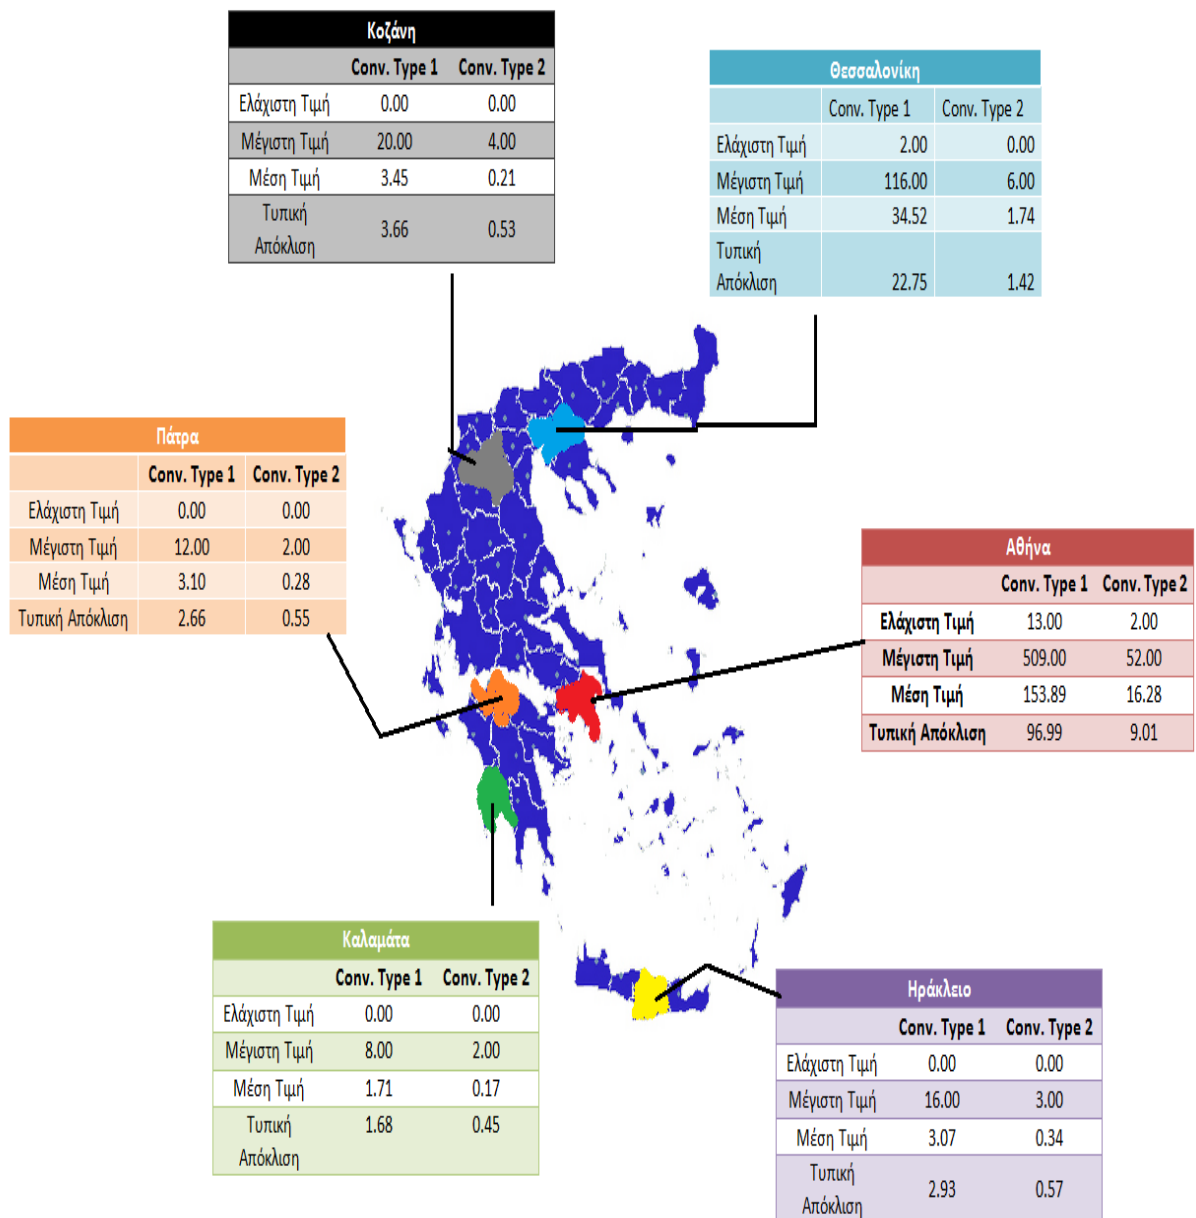 Κοζάνη
Conv. Type 1 Conv. Type 2
Ελάχιστη Τιμή 0.00 0.00
Μέγιστη Τιμή 20.00 4.00
Μέση Τιμή 3.45 0.21
Τυπική
Απόκλιση 3.66 0.53
Θεσσαλονίκη
Conv. Type 1 Conv. Type 2
Ελάχιστη Τιμή 2.00 0.00
Μέγιστη Τιμή 116.00 6.00
Μέση Τιμή 34.52 1.74
Τυπική
Απόκλιση 22.75 1.42
Πάτρα
Conv. Type 1 Conv. Type 2
Ελάχιστη Τιμή 0.00 0.00
Μέγιστη Τιμή 12.00 2.00
Μέση Τιμή 3.10 0.28
Τυπική Απόκλιση 2.66 0.55
Αθήνα
Conv. Type 1 Conv. Type 2
Ελάχιστη Τιμή 13.00 2.00
Μέγιστη Τιμή 509.00 52.00
Μέση Τιμή 153.89 16.28
Τυπική Απόκλιση 96.99 9.01
Καλαμάτα
Conv. Type 1 Conv. Type 2
Ελάχιστη Τιμή 0.00 0.00
Μέγιστη Τιμή 8.00 2.00
Μέση Τιμή 1.71 0.17
Τυπική 1.68 0.45
Απόκλιση
Ηράκλειο
Conv. Type 1 Conv. Type 2
Ελάχιστη Τιμή 0.00 0.00
Μέγιστη Τιμή 16.00 3.00
Μέση Τιμή 3.07 0.34
Τυπική
Απόκλιση 2.93 0.57